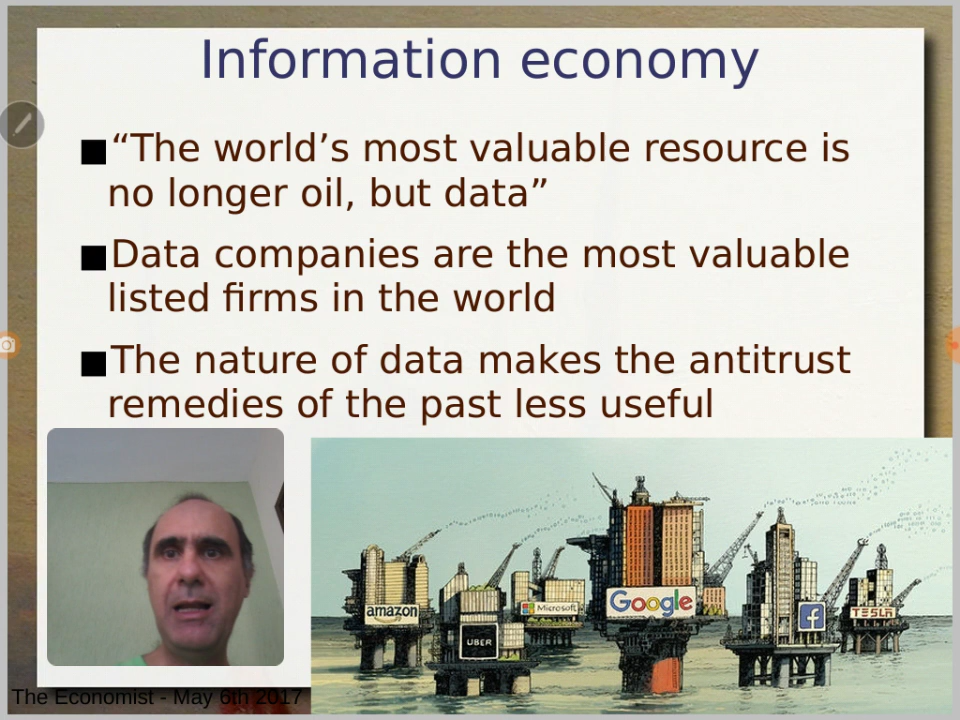 Information economy
“The world’s most valuable resource is
no longer oil, but data”
Data companies are the most valuable
listed firms in the world
The nature of data makes the antitrust
remedies of the past less useful
amazon
UBER
Microsoft
Google
TESLA
The Economist - May 6th 2017